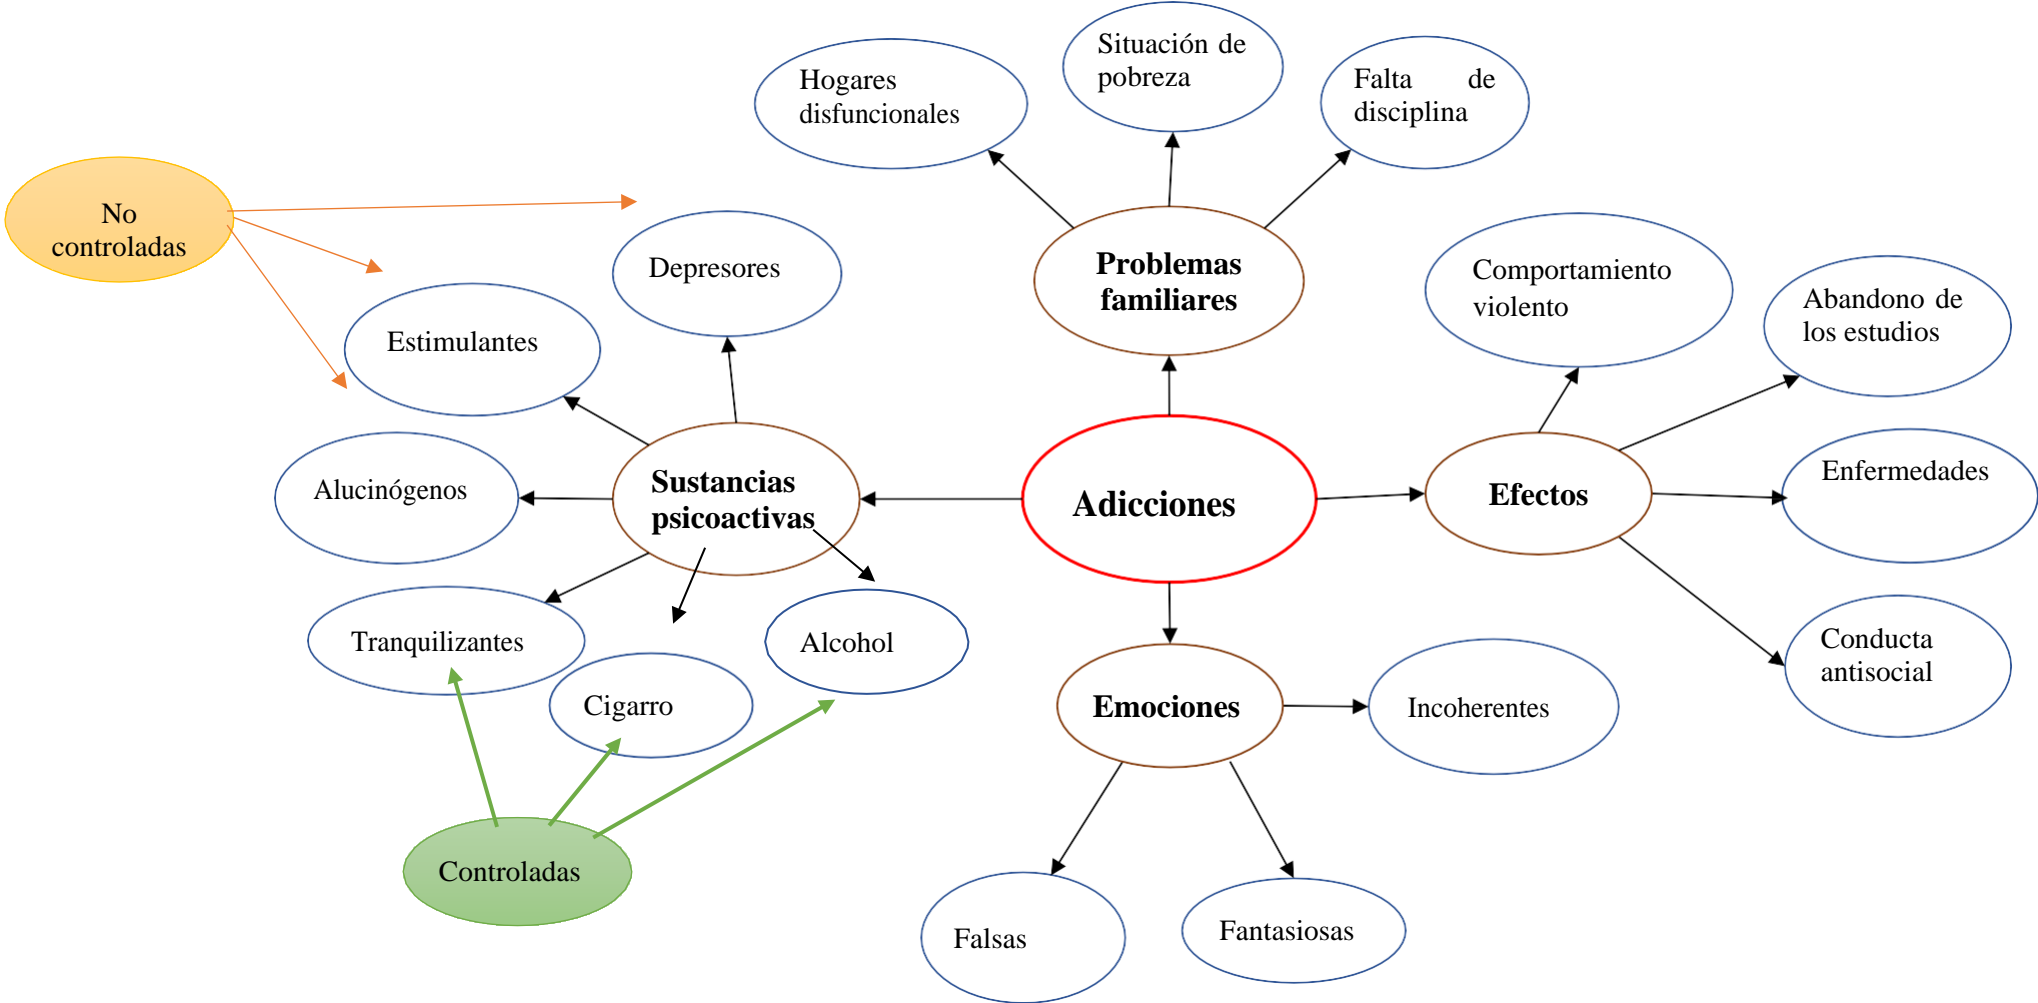 Situación de
pobreza
Hogares
disfuncionales
Falta de
disciplina
No
controladas
Depresores
Problemas
familiares
Comportamiento
violento
Abandono de
los estudios
Estimulantes
Alucinógenos
Sustancias
psicoactivas
Adicciones
Efectos
Enfermedades
Tranquilizantes
Cigarro
Alcohol
Emociones
Incoherentes
Conducta
antisocial
Controladas
Falsas
Fantasiosas